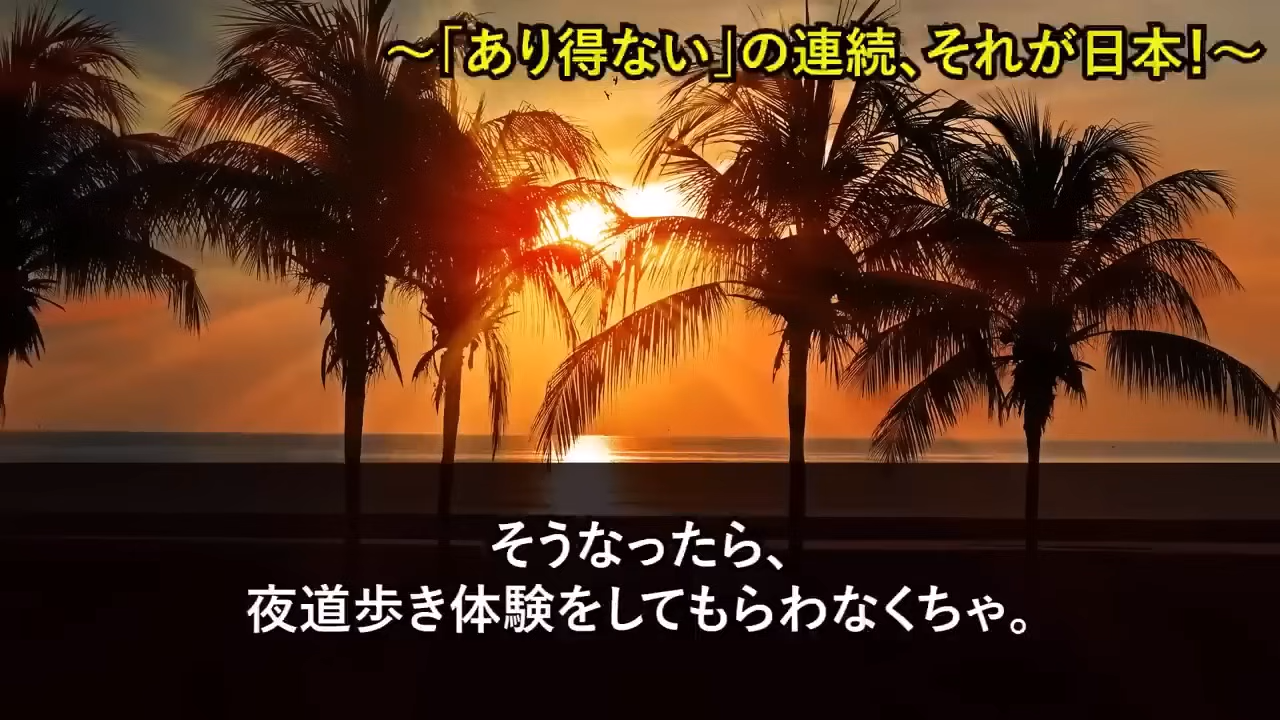 ～「あり得ない」の連続、それが日本！～
そうなったら、
夜道歩き体験をしてもらわなくちゃ。